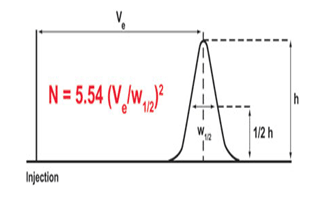 Vₑ
N = 5.54 (Vₑ/w₁/₂)²
h
w₁/₂
1/2 h
Injection